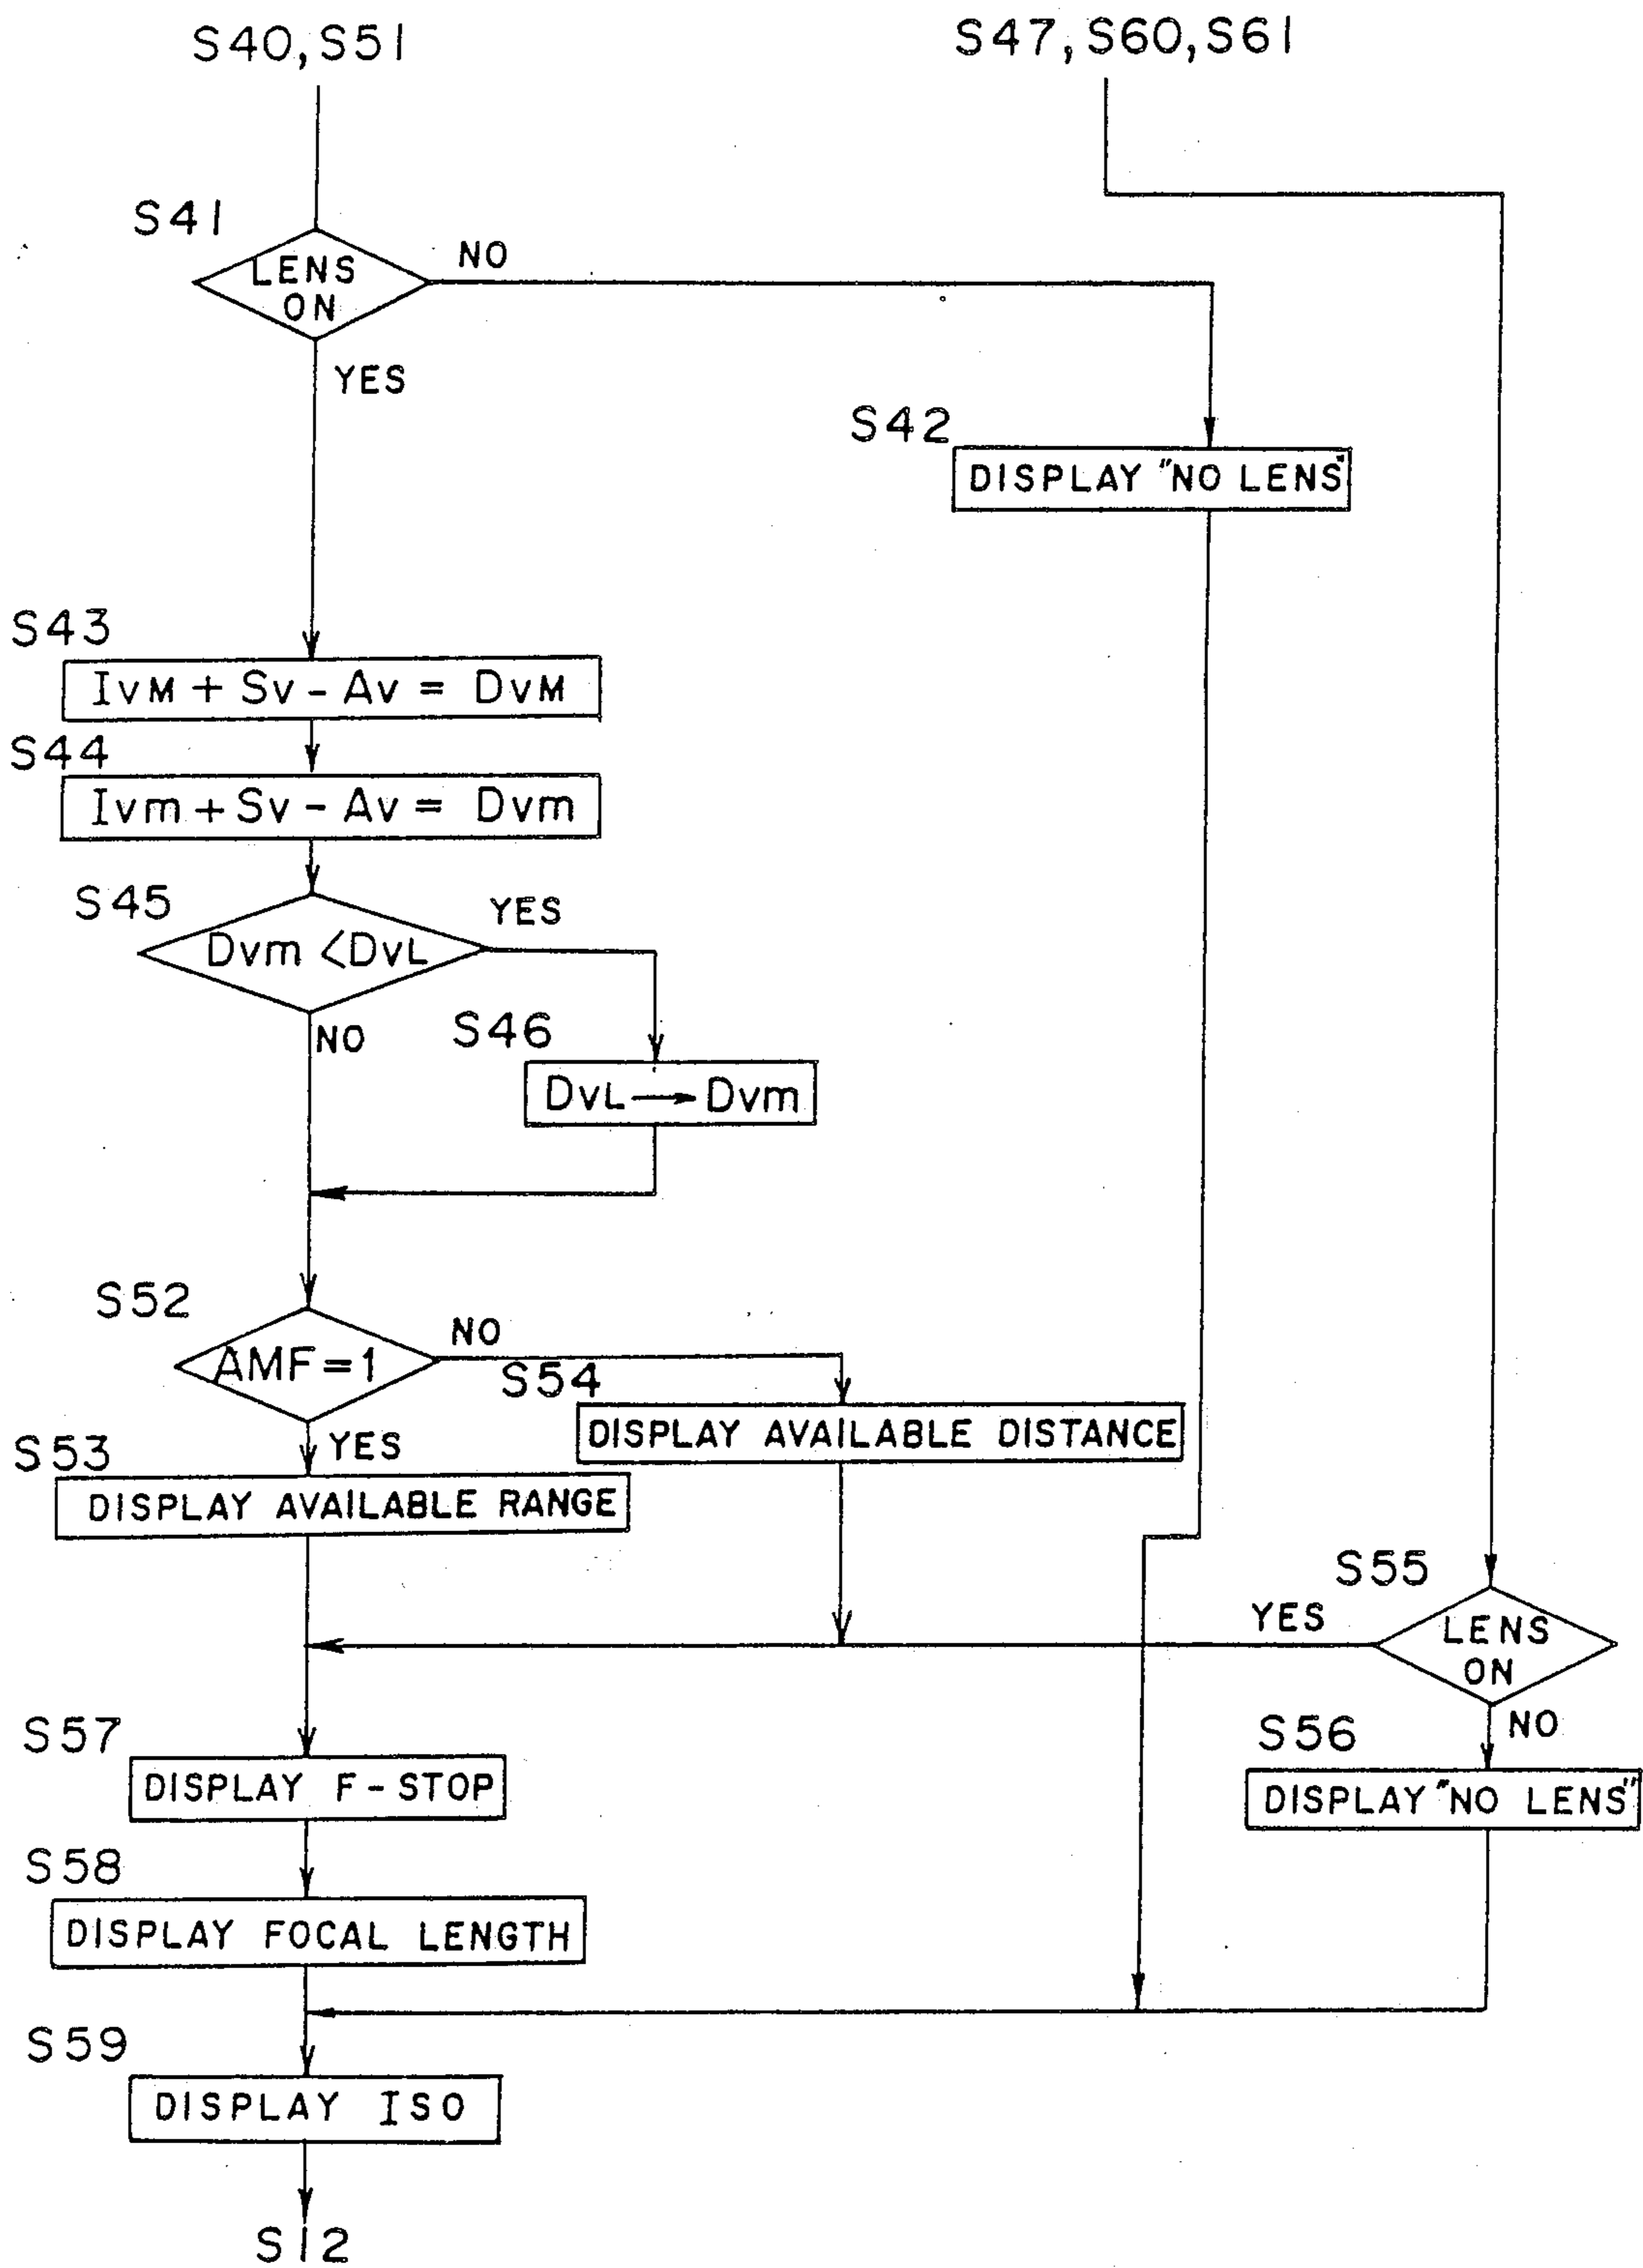 S40, S51
S47, S60, S61
S41
LENS
ON
NO
YES
S42
DISPLAY "NO LENS"
S43
IvM + Sv - Av = DvM
S44
Ivm + Sv - Av = Dvm
S45
Dvm < DvL
YES
NO
S46
DvL → Dvm
S52
AMF = 1
NO
YES
S54
DISPLAY AVAILABLE DISTANCE
S53
DISPLAY AVAILABLE RANGE
S55
LENS
ON
YES
NO
S56
DISPLAY "NO LENS"
S57
DISPLAY F-STOP
S58
DISPLAY FOCAL LENGTH
S59
DISPLAY ISO
S12